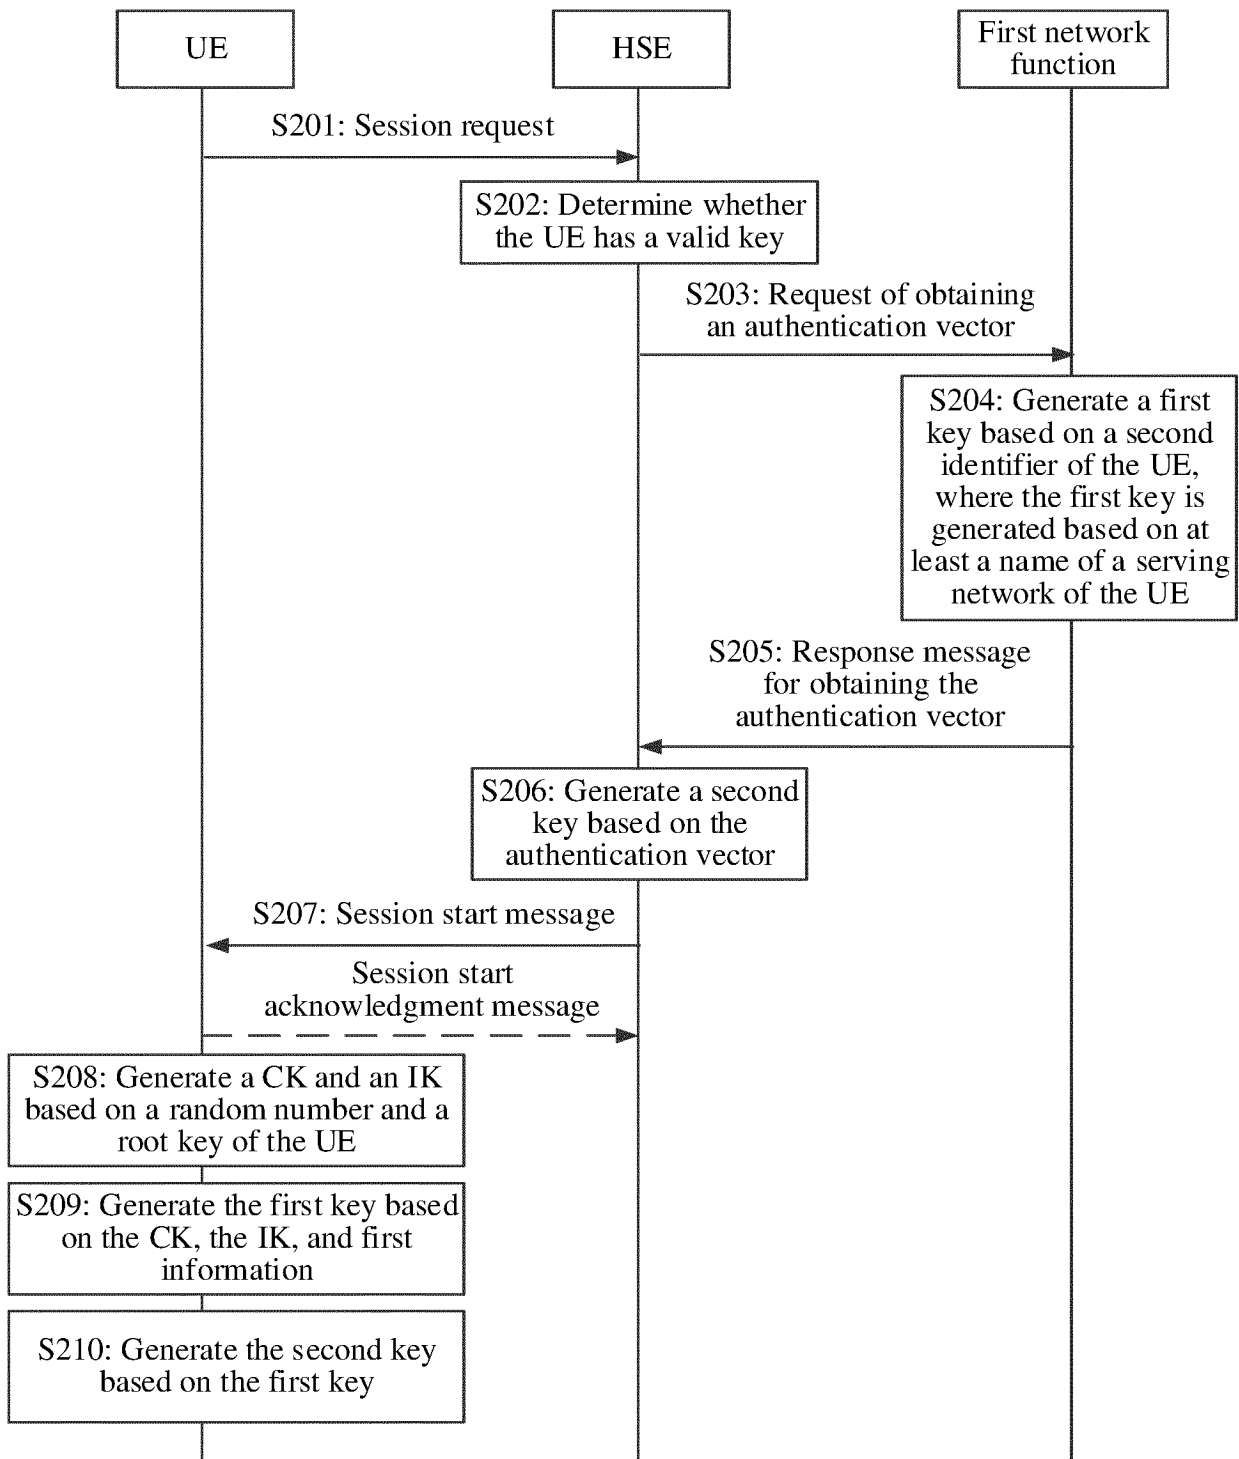 UE
HSE
First network
function
S201: Session request
S202: Determine whether
the UE has a valid key
S203: Request of obtaining
an authentication vector
S204: Generate a first
key based on a second
identifier of the UE,
where the first key is
generated based on at
least a name of a serving
network of the UE
S205: Response message
for obtaining the
authentication vector
S206: Generate a second
key based on the
authentication vector
S207: Session start message
Session start
acknowledgment message
S208: Generate a CK and an IK
based on a random number and a
root key of the UE
S209: Generate the first key based
on the CK, the IK, and first
information
S210: Generate the second key
based on the first key